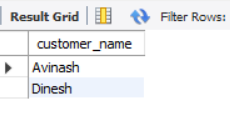 Result Grid Filter Rows:
customer_name
Avinash
Dinesh